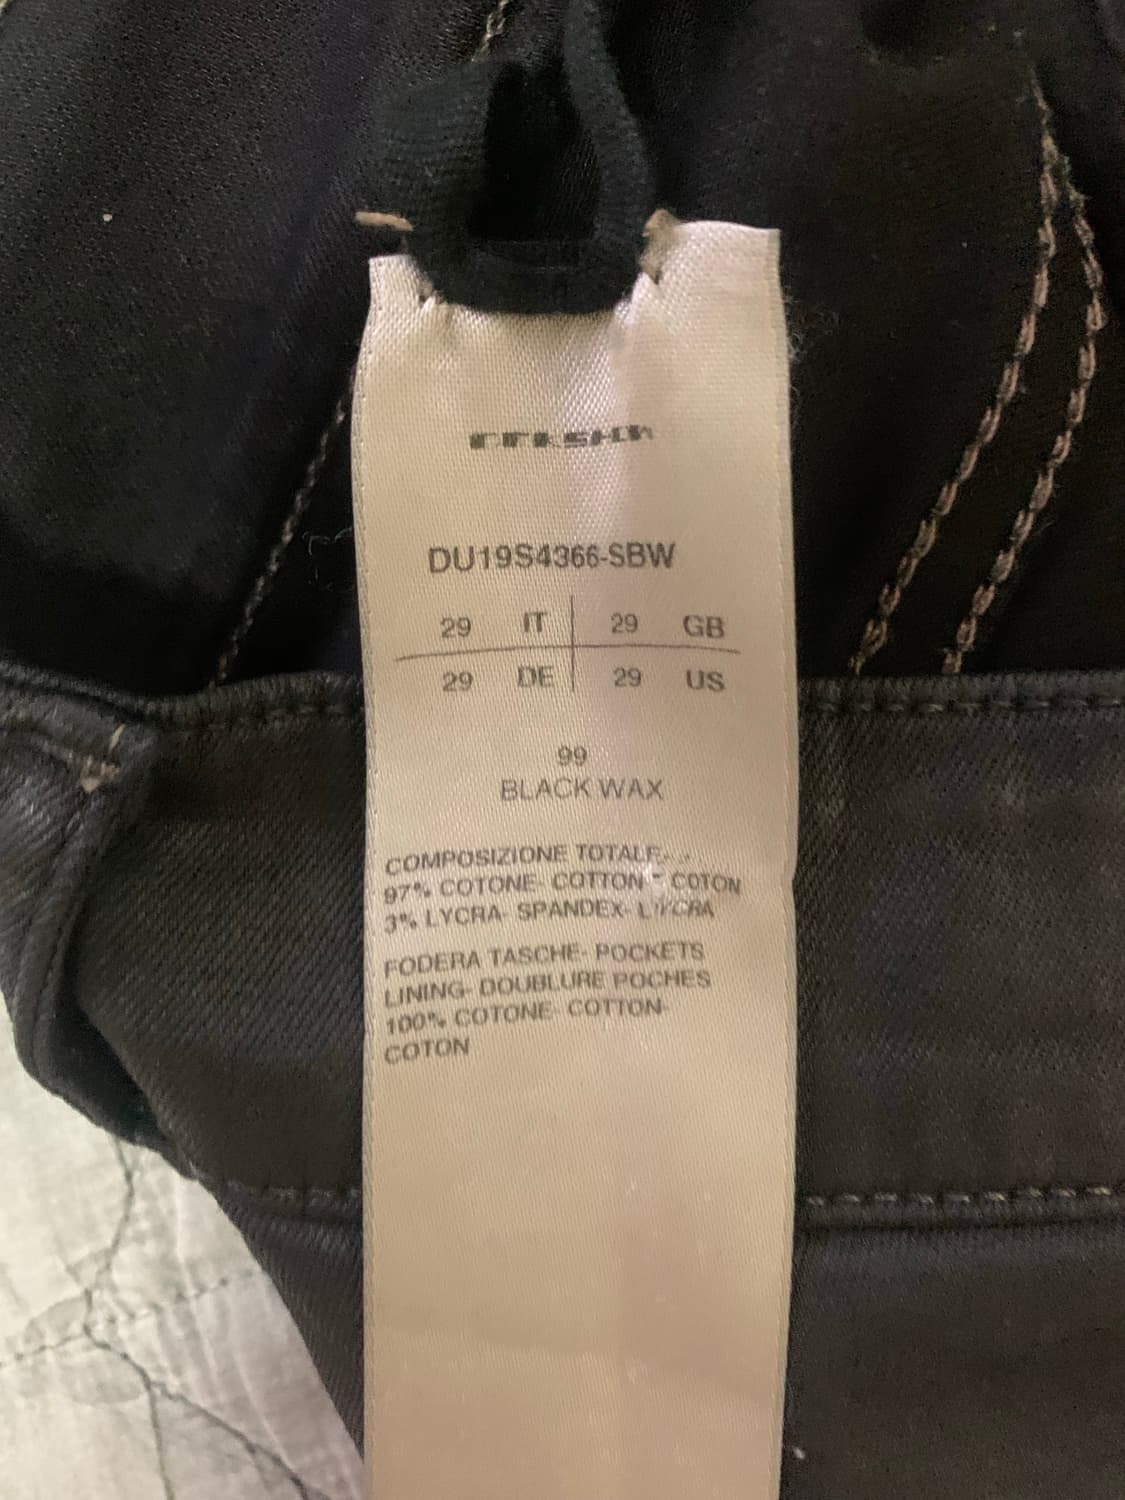 DRKSHDW
DU19S4366-SBW
29 IT 29 GB
29 DE 29 US
99
BLACK WAX
COMPOSIZIONE TOTALE-
97% COTONE- COTTON - COTON
3% LYCRA- SPANDEX- LYCRA
FODERA TASCHE- POCKETS
LINING- DOUBLURE POCHES
100% COTONE- COTTON-
COTON